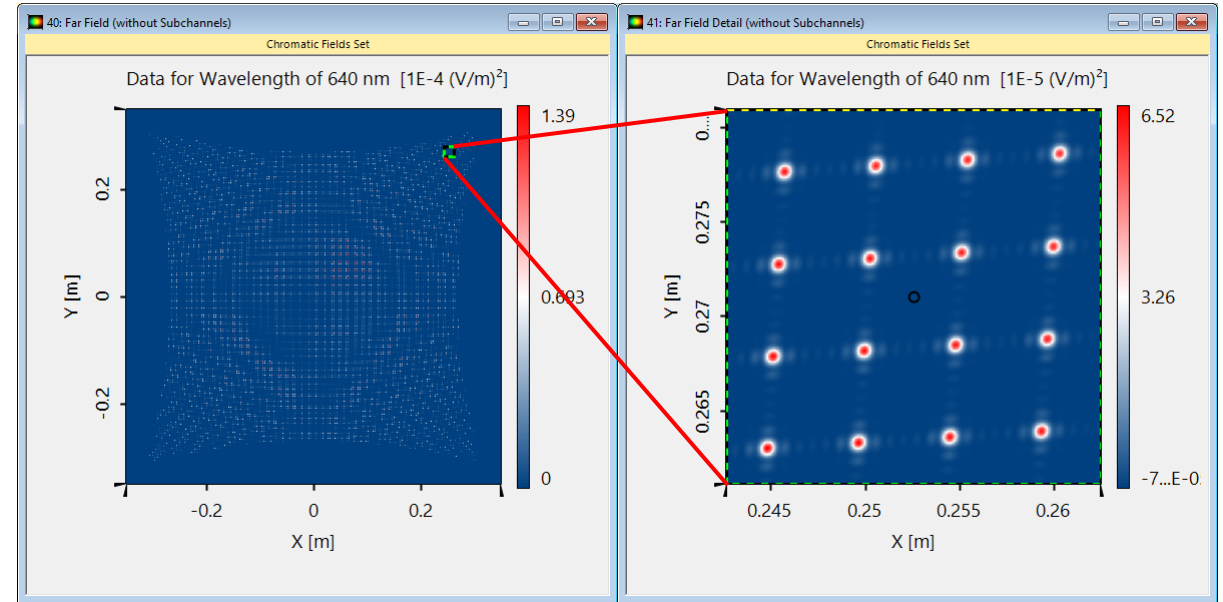 40: Far Field (without Subchannels)
Chromatic Fields Set
Data for Wavelength of 640 nm [1E-4 (V/m)²]
1.39
0.693
0
0.2
0
-0.2
Y [m]
-0.2 0 0.2
X [m]
41: Far Field Detail (without Subchannels)
Chromatic Fields Set
Data for Wavelength of 640 nm [1E-5 (V/m)²]
6.52
3.26
-7...E-0.
0....
0.275
0.27
0.265
Y [m]
0.245 0.25 0.255 0.26
X [m]